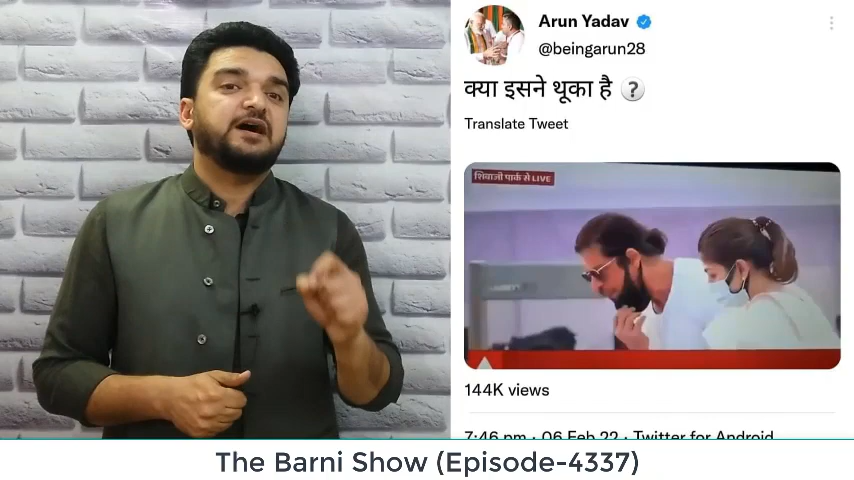 Arun Yadav
@beingarun28
क्या इसने थूका है ?
Translate Tweet
शिवाजी पार्क से LIVE
144K views
7:46 pm · 06 Feb 22 · Twitter for Android
The Barni Show (Episode-4337)